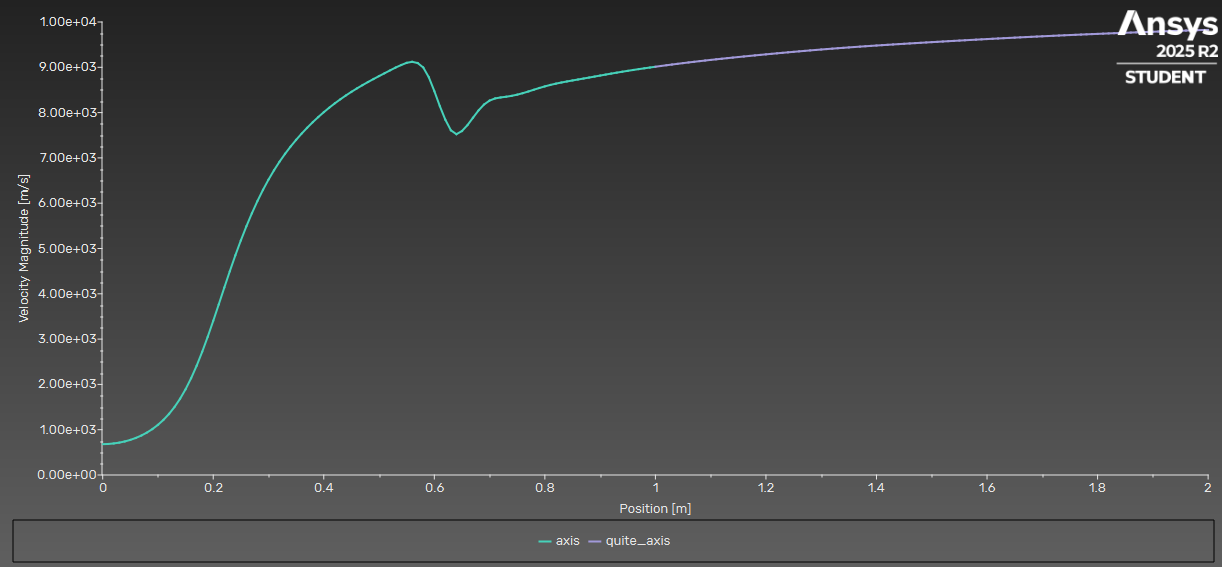 Ansys
2025 R2
STUDENT
1.00e+04
9.00e+03
8.00e+03
7.00e+03
6.00e+03
5.00e+03
4.00e+03
3.00e+03
2.00e+03
1.00e+03
0.00e+00
Velocity Magnitude [m/s]
0 0.2 0.4 0.6 0.8 1 1.2 1.4 1.6 1.8 2
Position [m]
axis quite_axis